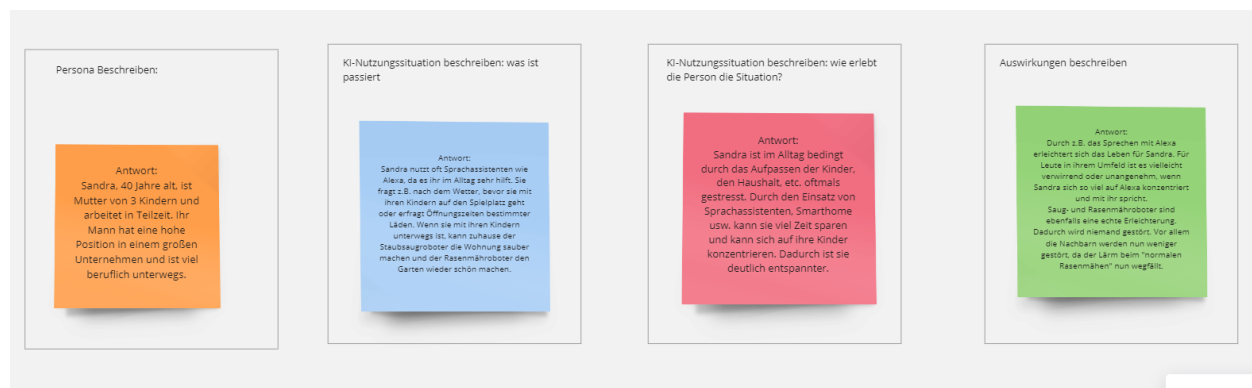 Persona Beschreiben:
Antwort:
Sandra, 40 Jahre alt, ist
Mutter von 3 Kindern und
arbeitet in Teilzeit. Ihr
Mann hat eine hohe
Position in einem großen
Unternehmen und ist viel
beruflich unterwegs.
KI-Nutzungssituation beschreiben: was ist
passiert
Antwort:
Sandra nutzt oft Sprachassistenten wie
Alexa, da es ihr im Alltag sehr hilft. Sie
fragt z.B. nach dem Wetter, bevor sie mit
ihren Kindern auf den Spielplatz geht
oder erfragt Öffnungszeiten bestimmter
Läden. Wenn sie mit ihren Kindern
unterwegs ist, kann zuhause der
Staubsaugroboter die Wohnung sauber
machen und der Rasenmähroboter den
Garten wieder schön machen.
KI-Nutzungssituation beschreiben: wie erlebt
die Person die Situation?
Antwort:
Sandra ist im Alltag bedingt
durch das Aufpassen der Kinder,
den Haushalt, etc. oftmals
gestresst. Durch den Einsatz von
Sprachassistenten, Smarthome
usw. kann sie viel Zeit sparen
und kann sich auf ihre Kinder
konzentrieren. Dadurch ist sie
deutlich entspannter.
Auswirkungen beschreiben
Antwort:
Durch z.B. das Sprechen mit Alexa
erleichtert sich das Leben für Sandra. Für
Leute in ihrem Umfeld ist es vielleicht
verwirrend oder unangenehm, wenn
Sandra sich so viel auf Alexa konzentriert
und mit ihr spricht.
Saug- und Rasenmähroboter sind
ebenfalls eine echte Erleichterung.
Dadurch wird niemand gestört. Vor allem
die Nachbarn werden nun weniger
gestört, da der Lärm beim "normalen
Rasenmähen" nun wegfällt.